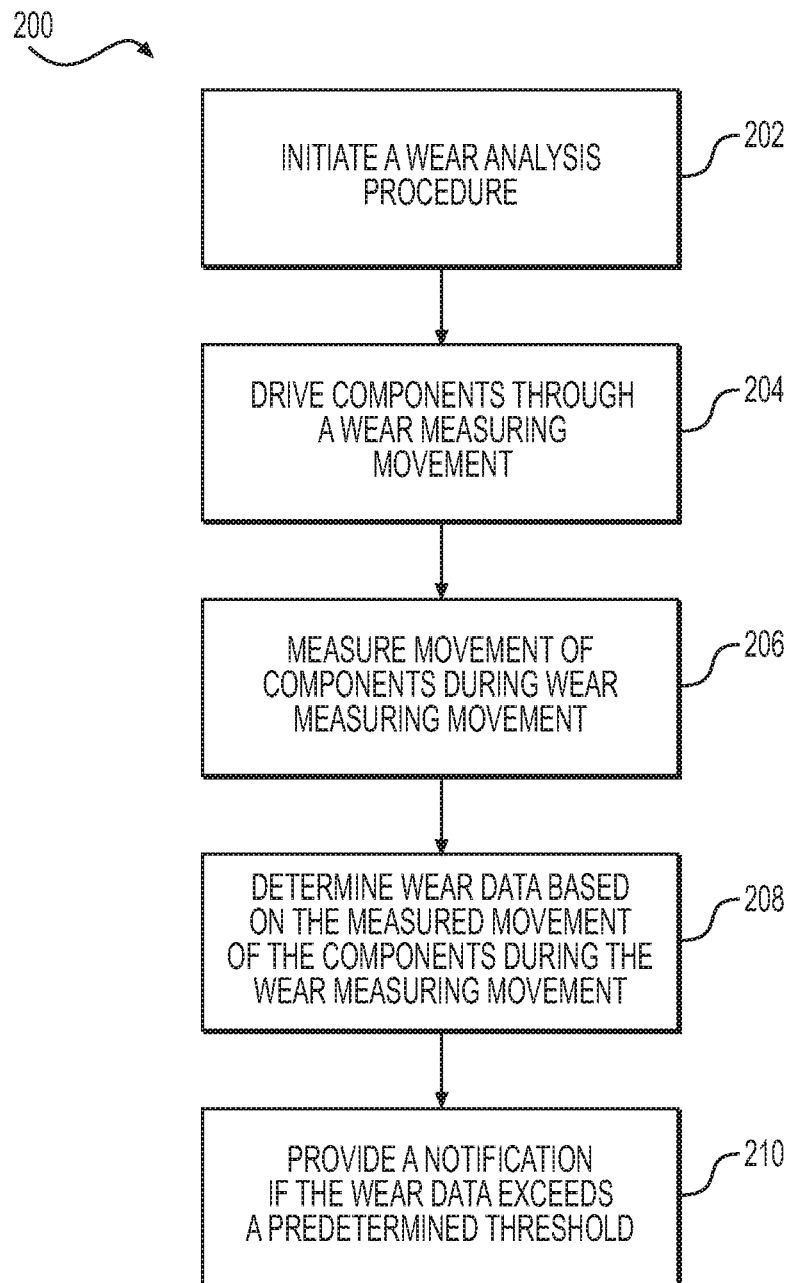 200
INITIATE A WEAR ANALYSIS
PROCEDURE
202
DRIVE COMPONENTS THROUGH
A WEAR MEASURING
MOVEMENT
204
MEASURE MOVEMENT OF
COMPONENTS DURING WEAR
MEASURING MOVEMENT
206
DETERMINE WEAR DATA BASED
ON THE MEASURED MOVEMENT
OF THE COMPONENTS DURING THE
WEAR MEASURING MOVEMENT
208
PROVIDE A NOTIFICATION
IF THE WEAR DATA EXCEEDS
A PREDETERMINED THRESHOLD
210